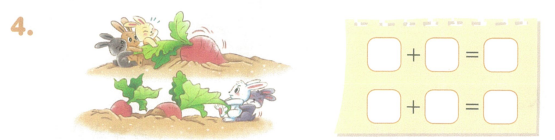 4.
□ + □ = □
□ + □ = □